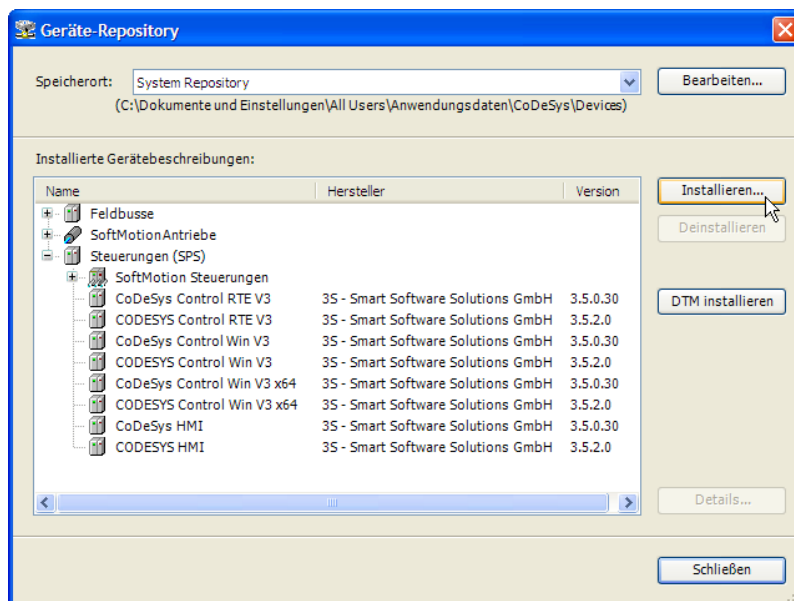 Geräte-Repository
Speicherort: System Repository Bearbeiten...
(C:\Dokumente und Einstellungen\All Users\Anwendungsdaten\CoDeSys\Devices)
Installierte Gerätebeschreibungen:
Name Hersteller Version Installieren...
Feldbusse
SoftMotionAntriebe Deinstallieren
Steuerungen (SPS)
SoftMotion Steuerungen
CoDeSys Control RTE V3 3S - Smart Software Solutions GmbH 3.5.0.30 DTM installieren
CODESYS Control RTE V3 3S - Smart Software Solutions GmbH 3.5.2.0
CoDeSys Control Win V3 3S - Smart Software Solutions GmbH 3.5.0.30
CODESYS Control Win V3 3S - Smart Software Solutions GmbH 3.5.2.0
CoDeSys Control Win V3 x64 3S - Smart Software Solutions GmbH 3.5.0.30
CODESYS Control Win V3 x64 3S - Smart Software Solutions GmbH 3.5.2.0
CoDeSys HMI 3S - Smart Software Solutions GmbH 3.5.0.30
CODESYS HMI 3S - Smart Software Solutions GmbH 3.5.2.0
Details...
Schließen